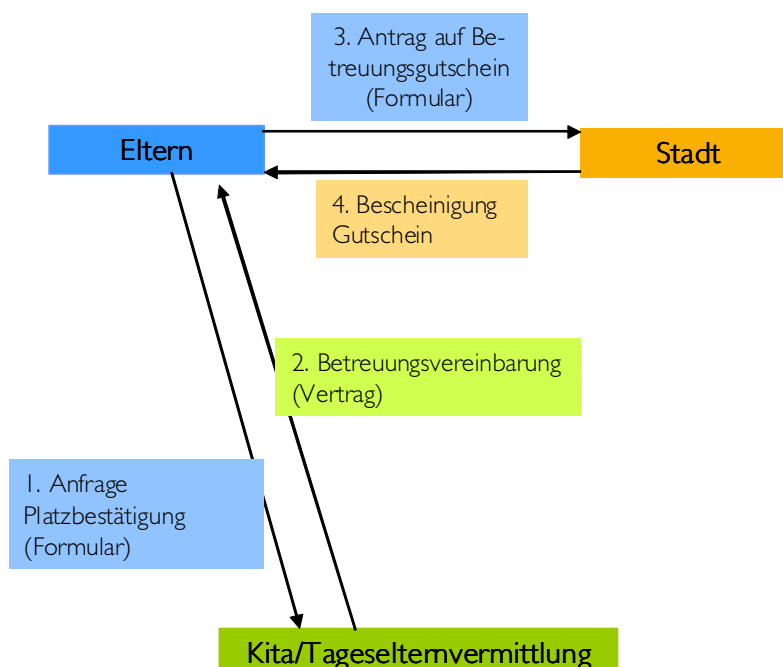 3. Antrag auf Be-
treuungsgutschein
(Formular)
Eltern
Stadt
4. Bescheinigung
Gutschein
2. Betreuungsvereinbarung
(Vertrag)
1. Anfrage
Platzbestätigung
(Formular)
Kita/Tageselternvermittlung